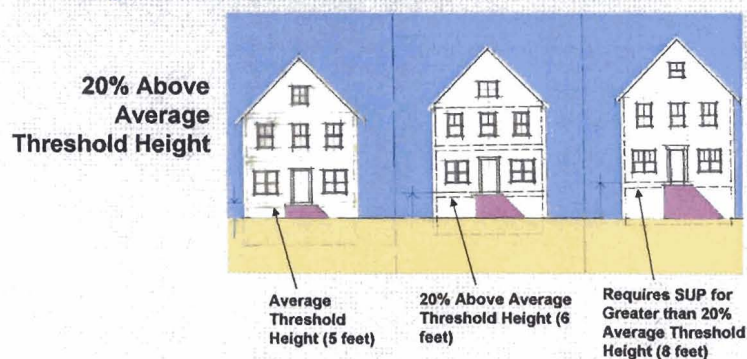 20% Above
Average
Threshold Height
Average
Threshold
Height (5 feet)
20% Above Average
Threshold Height (6
feet)
Requires SUP for
Greater than 20%
Average Threshold
Height (8 feet)